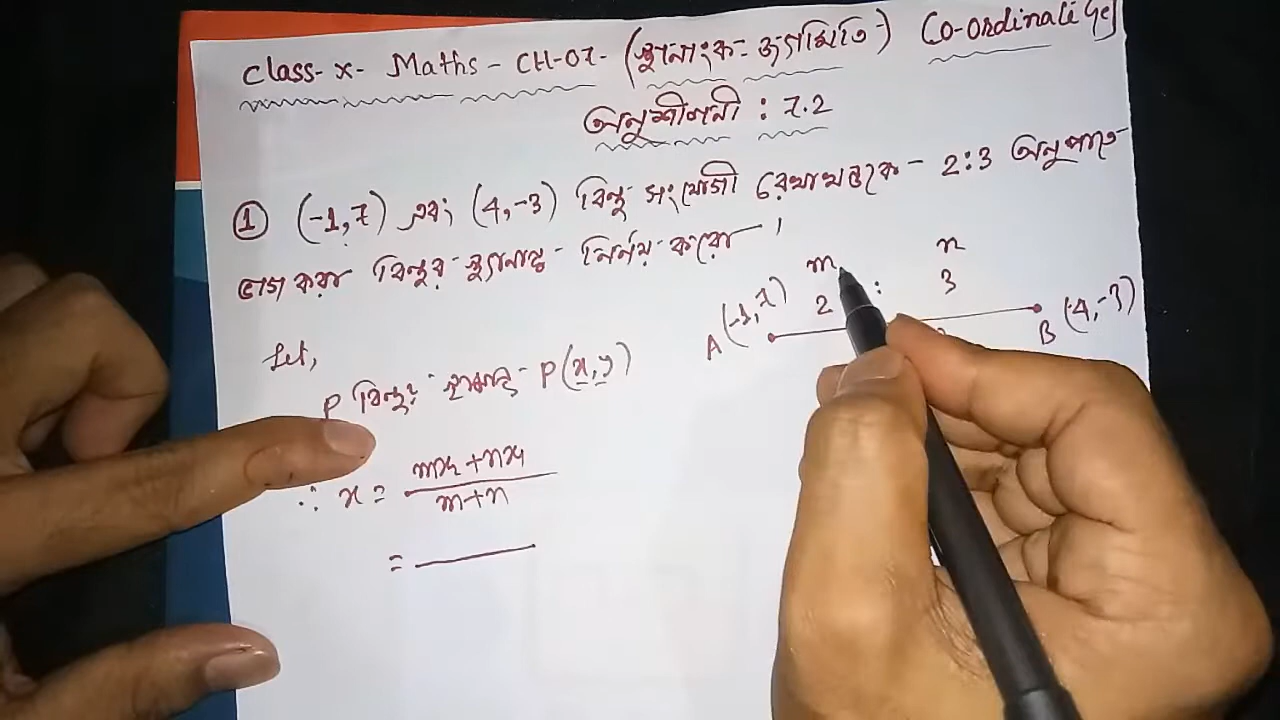 Class-X- Maths - CH-07- (স্থানাংক- জ্যামিতি) Co-ordinate Ge
অনুশীলনী : 7.2
① (-1,7) এবং (4,-3) বিন্দু সংযোগী রেখাখণ্ডকে - 2:3 অনুপাতে
ভাগ করা বিন্দুর স্থানাঙ্ক নির্ণয় করো ।
m n
2 : 3
A (-1,7) B (4,-3)
Let,
P বিন্দুর স্থানাঙ্ক P(x,y)
∴ x = mx₂+nx₁
m+n
=